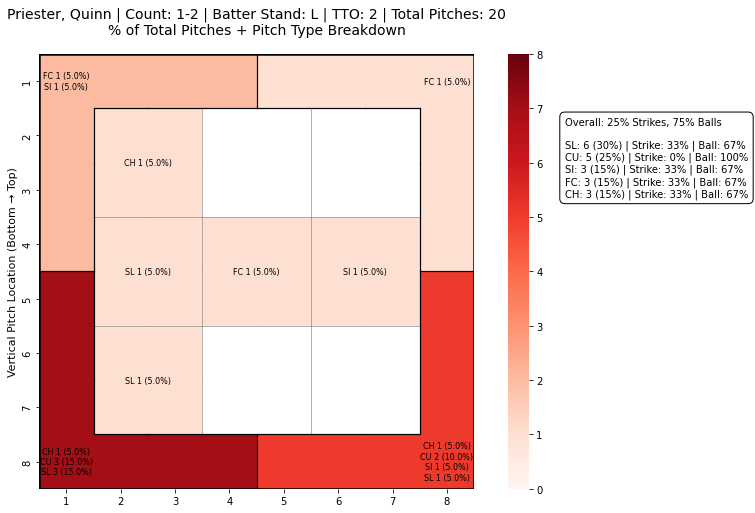 Priester, Quinn | Count: 1-2 | Batter Stand: L | TTO: 2 | Total Pitches: 20
% of Total Pitches + Pitch Type Breakdown
Vertical Pitch Location (Bottom → Top)
1
2
3
4
5
6
7
8
FC 1 (5.0%)
SI 1 (5.0%)
FC 1 (5.0%)
CH 1 (5.0%)
SL 1 (5.0%)
FC 1 (5.0%)
SI 1 (5.0%)
SL 1 (5.0%)
CH 1 (5.0%)
CU 3 (15.0%)
SL 3 (15.0%)
CH 1 (5.0%)
CU 2 (10.0%)
SI 1 (5.0%)
SL 1 (5.0%)
1 2 3 4 5 6 7 8
8
7
6
5
4
3
2
1
0
Overall: 25% Strikes, 75% Balls
SL: 6 (30%) | Strike: 33% | Ball: 67%
CU: 5 (25%) | Strike: 0% | Ball: 100%
SI: 3 (15%) | Strike: 33% | Ball: 67%
FC: 3 (15%) | Strike: 33% | Ball: 67%
CH: 3 (15%) | Strike: 33% | Ball: 67%